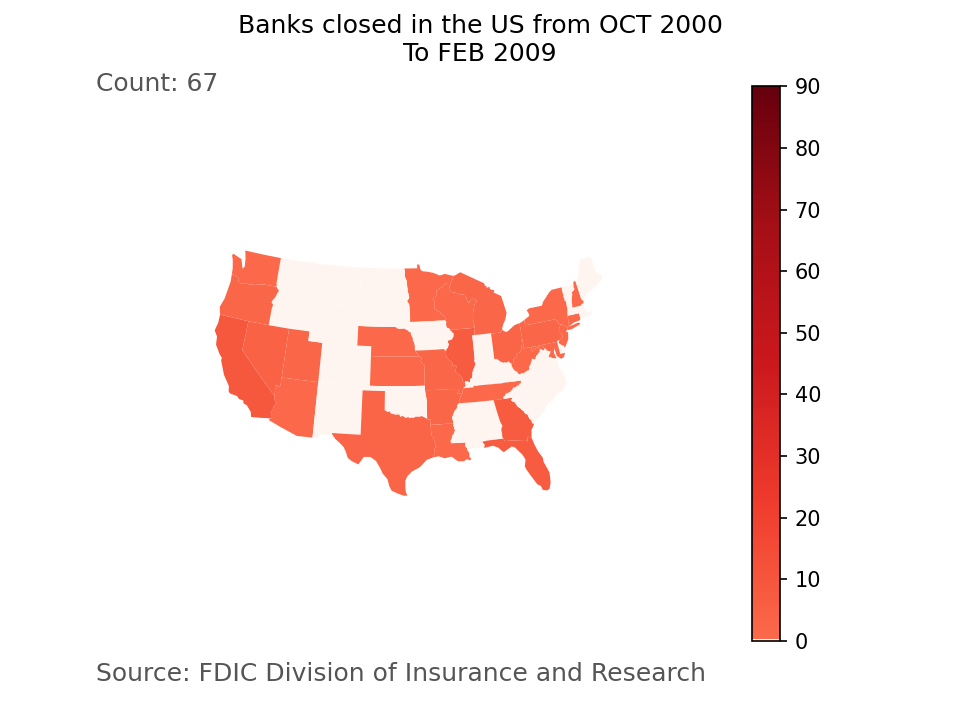 Banks closed in the US from OCT 2000
To FEB 2009
Count: 67
90
80
70
60
50
40
30
20
10
0
Source: FDIC Division of Insurance and Research